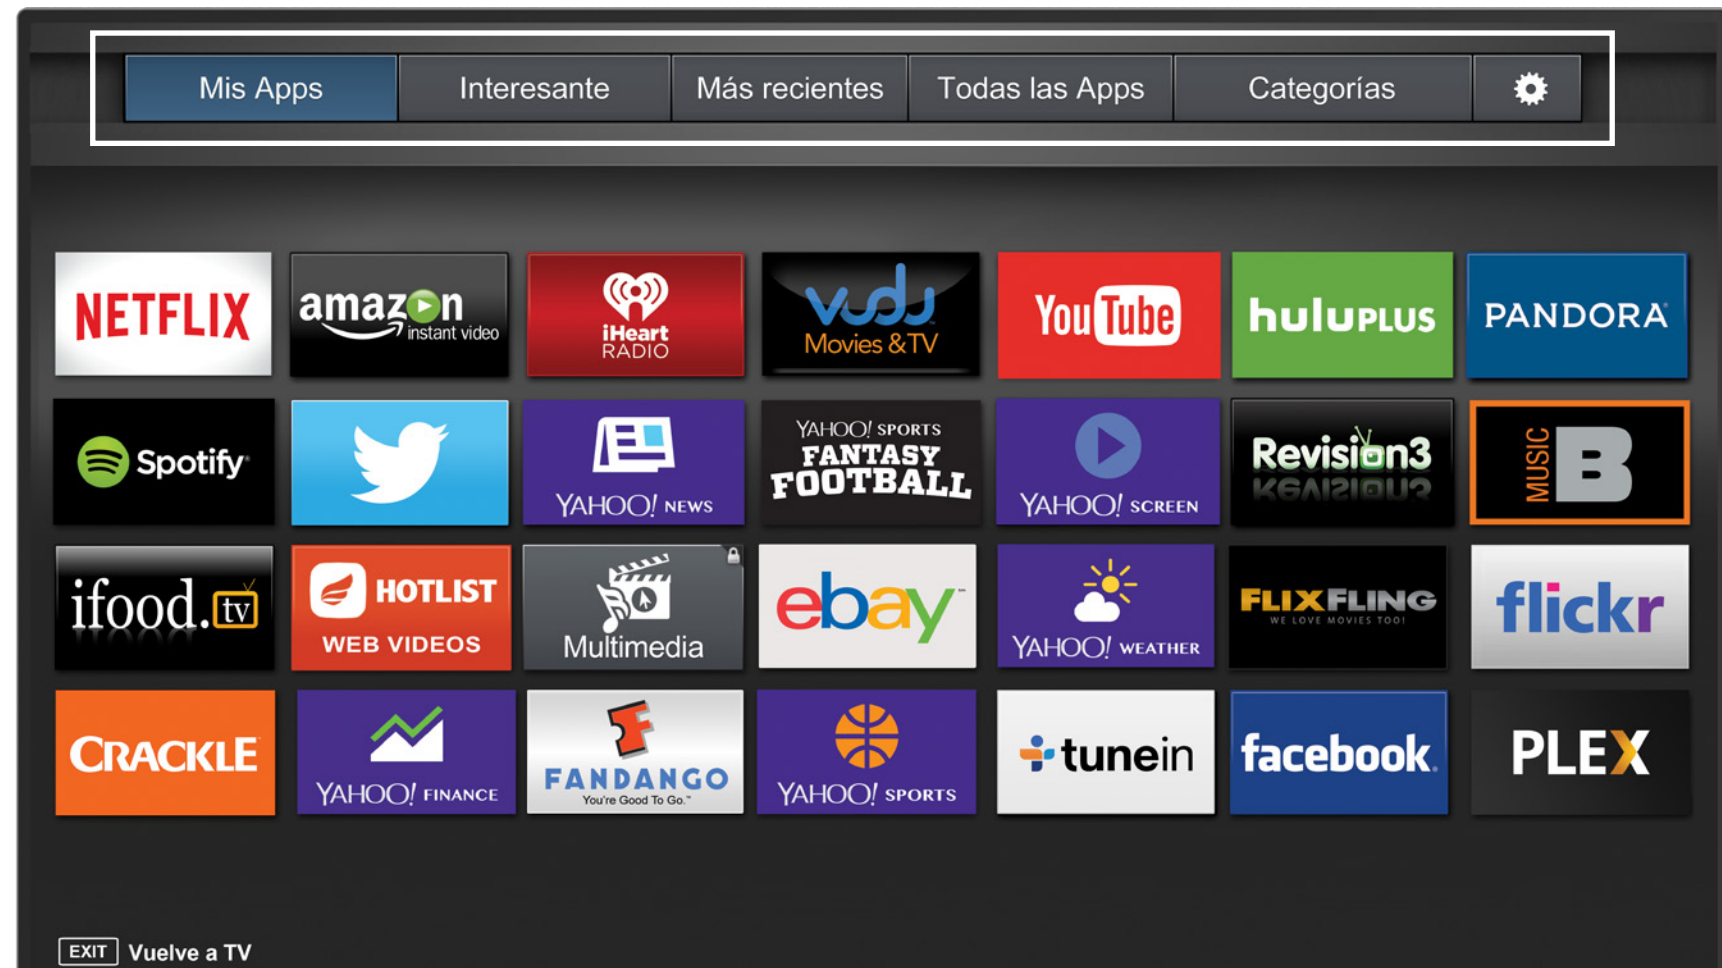 Mis Apps
Interesante
Más recientes
Todas las Apps
Categorías
NETFLIX
amazon
instant video
iHeart
RADIO
vudu
Movies & TV
YouTube
huluPLUS
PANDORA
Spotify
YAHOO! NEWS
YAHOO! SPORTS
FANTASY
FOOTBALL
YAHOO! SCREEN
Revision3
MUSIC B
ifood.tv
HOTLIST
WEB VIDEOS
Multimedia
ebay
YAHOO! WEATHER
FLIXFLING
WE LOVE MOVIES TOO!
flickr
CRACKLE
YAHOO! FINANCE
FANDANGO
You're Good To Go.™
YAHOO! SPORTS
tunein
facebook
PLEX
EXIT Vuelve a TV